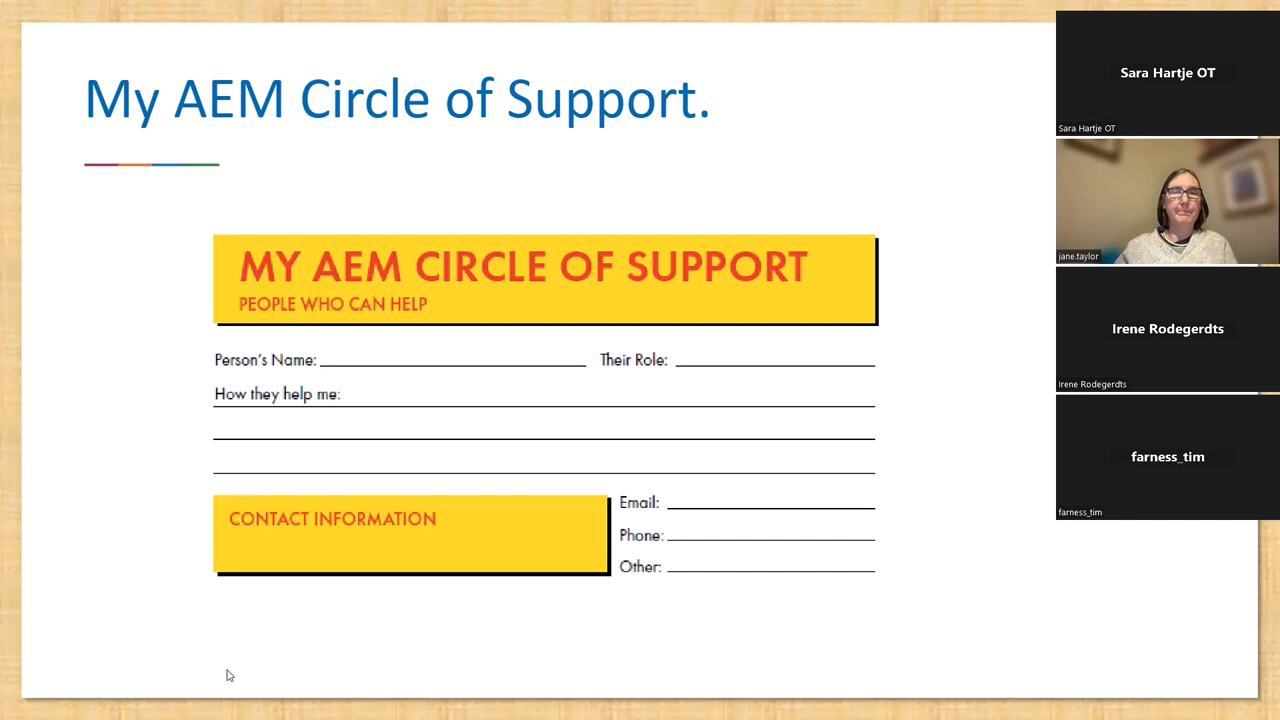 My AEM Circle of Support.
MY AEM CIRCLE OF SUPPORT
PEOPLE WHO CAN HELP
Person's Name: Their Role:
How they help me:
CONTACT INFORMATION
Email:
Phone:
Other:
Sara Hartje OT
Sara Hartje OT
jane.taylor
Irene Rodegerdts
Irene Rodegerdts
farness_tim
farness_tim